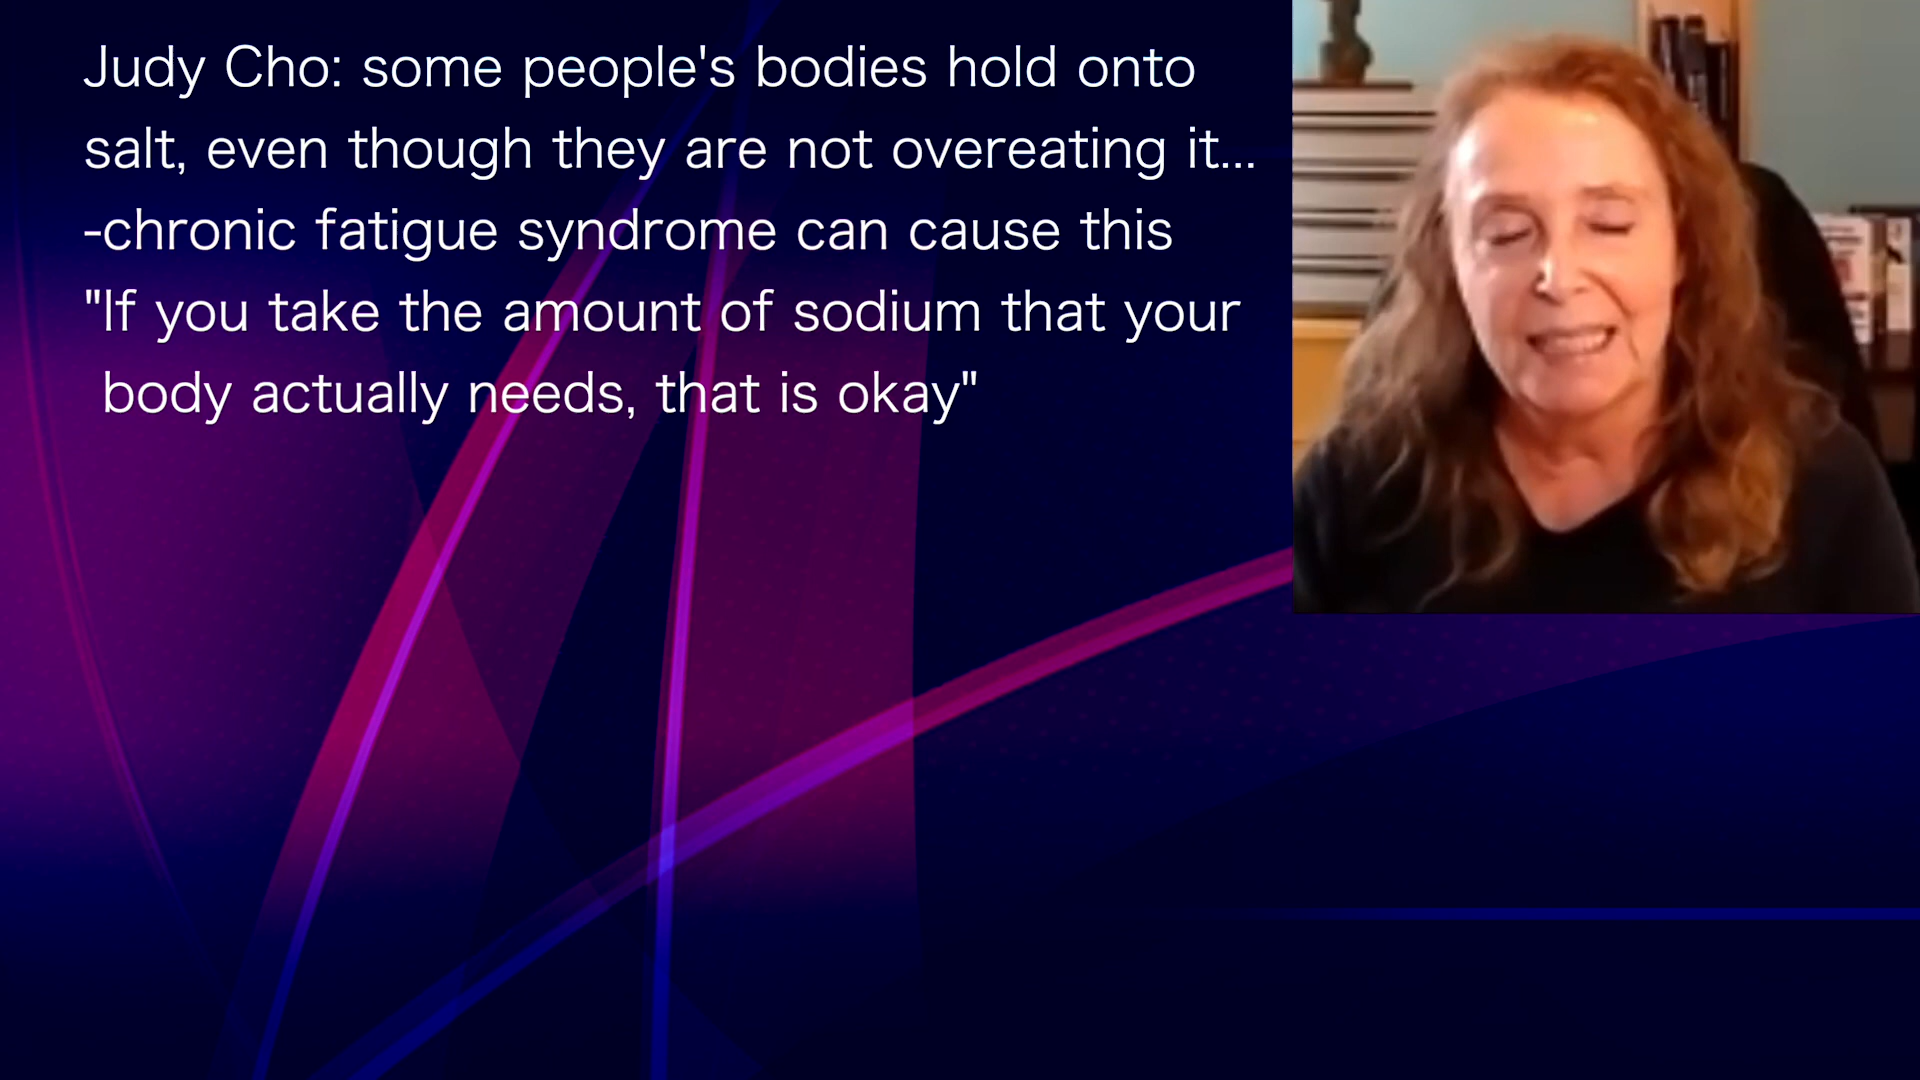 Judy Cho: some people's bodies hold onto
salt, even though they are not overeating it...
-chronic fatigue syndrome can cause this
"If you take the amount of sodium that your
body actually needs, that is okay"